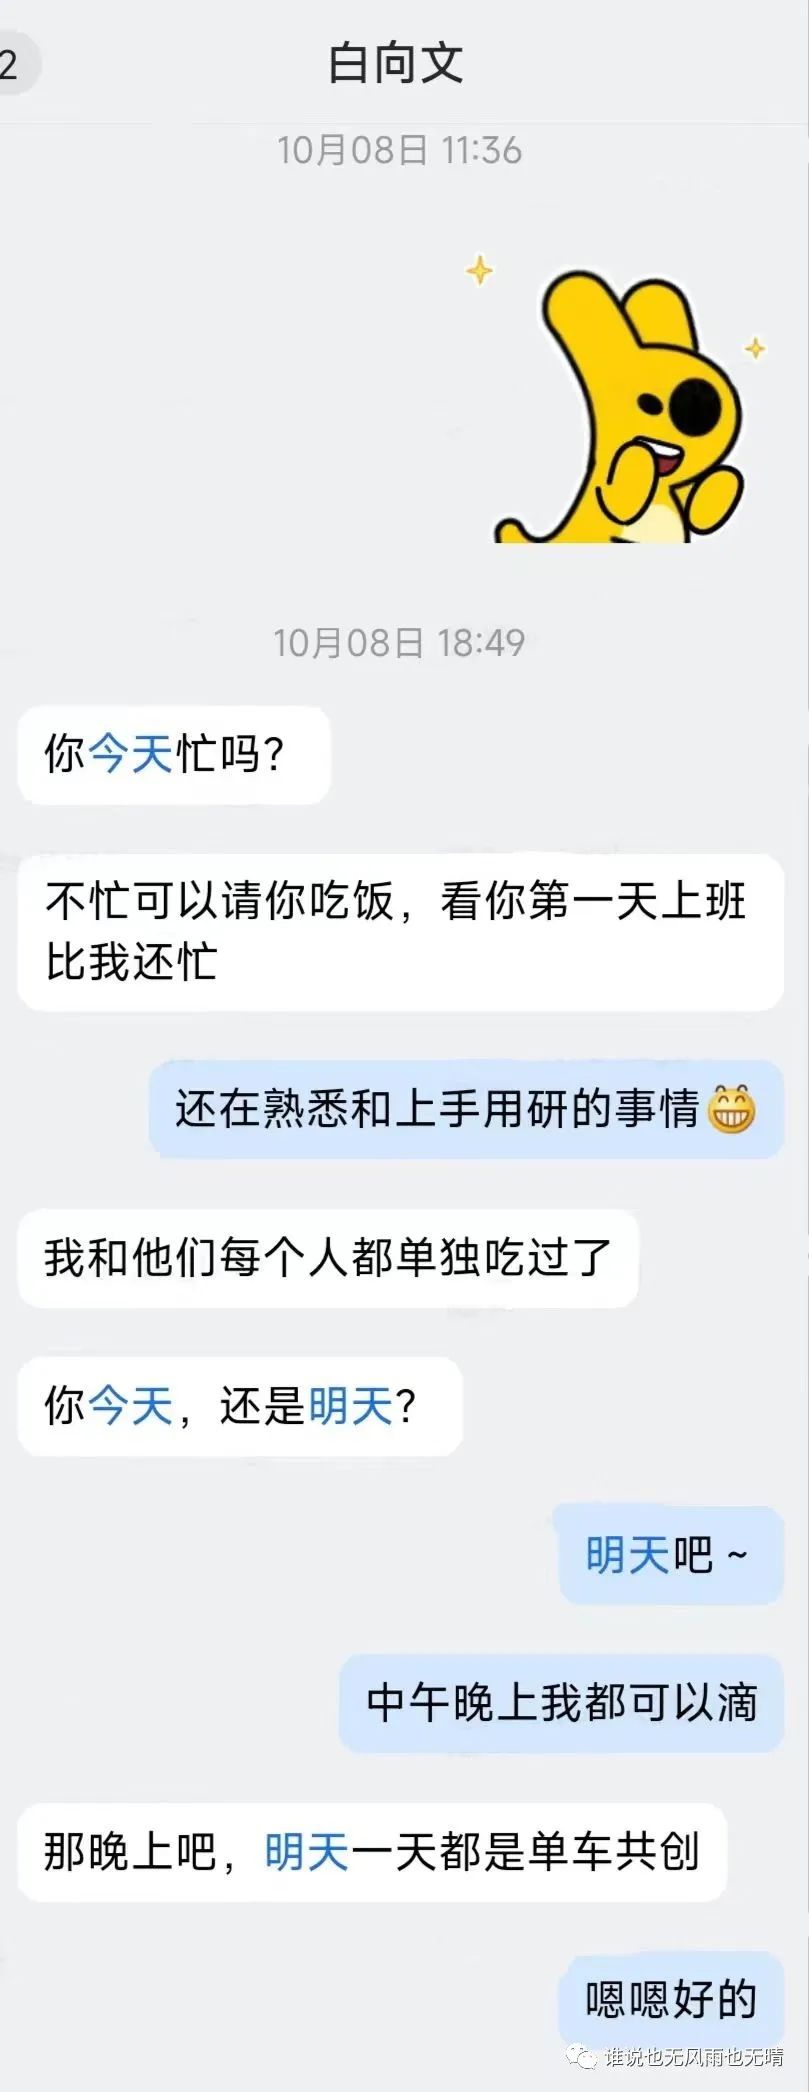 2
白向文
10月08日 11:36
10月08日 18:49
你今天忙吗?
不忙可以请你吃饭，看你第一天上班
比我还忙
还在熟悉和上手用研的事情
我和他们每个人都单独吃过了
你今天，还是明天?
明天吧 ~
中午晚上我都可以滴
那晚上吧，明天一天都是单车共创
嗯嗯好的
谁说也无风雨也无晴